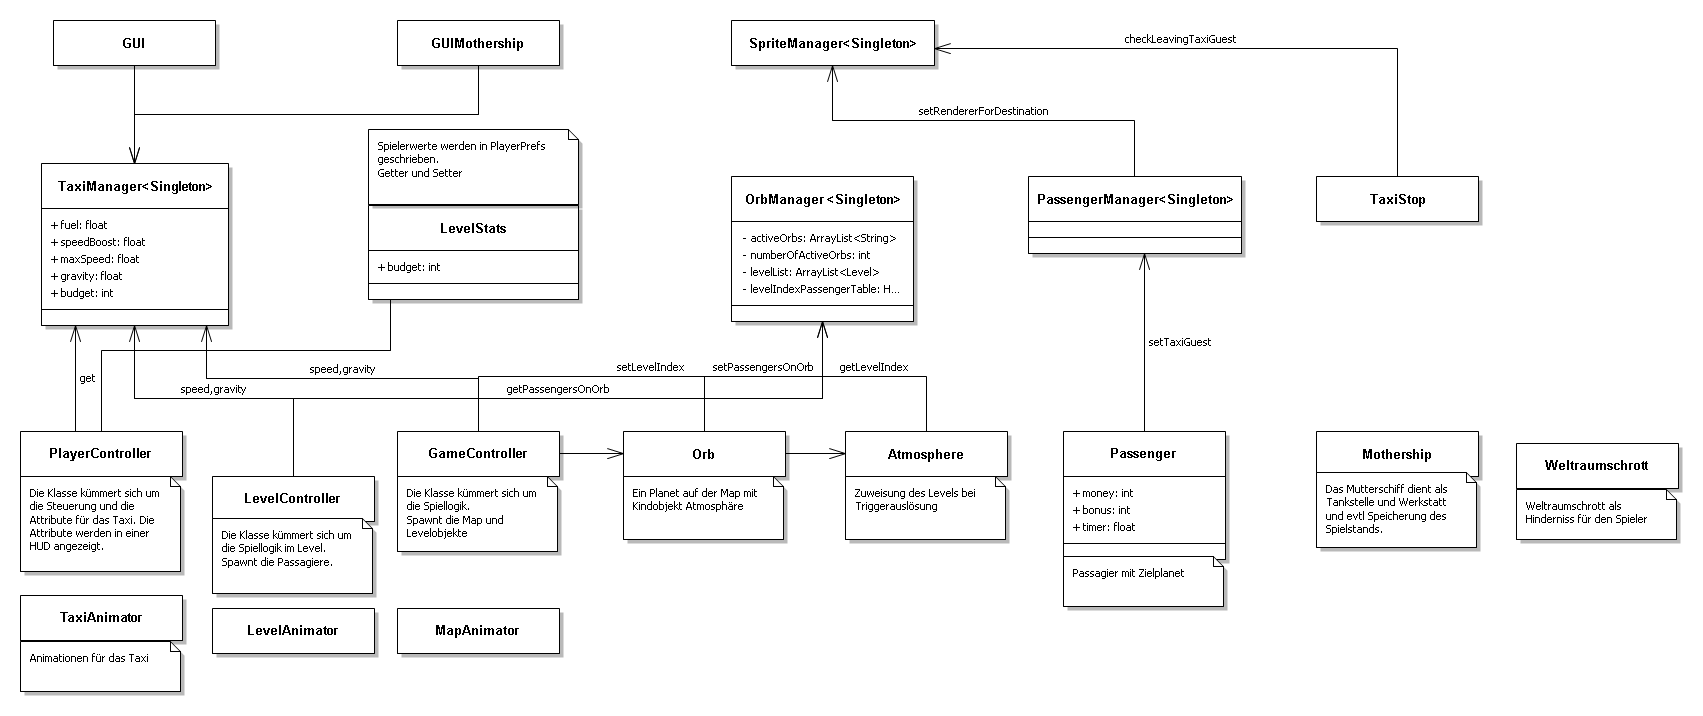 GUI
GUIMothership
SpriteManager<Singleton>
checkLeavingTaxiGuest
setRendererForDestination
Spielerwerte werden in PlayerPrefs
geschrieben.
Getter und Setter
TaxiManager<Singleton>
+ fuel: float
+ speedBoost: float
+ maxSpeed: float
+ gravity: float
+ budget: int
LevelStats
+ budget: int
OrbManager <Singleton>
- activeOrbs: ArrayList<String>
- numberOfActiveOrbs: int
- levelList: ArrayList<Level>
- levelIndexPassengerTable: H...
PassengerManager<Singleton>
TaxiStop
get
speed,gravity
speed,gravity
setLevelIndex
setPassengersOnOrb
getLevelIndex
getPassengersOnOrb
setTaxiGuest
PlayerController
Die Klasse kümmert sich um
die Steuerung und die
Attribute für das Taxi. Die
Attribute werden in einer
HUD angezeigt.
LevelController
Die Klasse kümmert sich um
die Spiellogik im Level.
Spawnt die Passagiere.
GameController
Die Klasse kümmert sich um
die Spiellogik.
Spawnt die Map und
Levelobjekte
Orb
Ein Planet auf der Map mit
Kindobjekt Atmosphäre
Atmosphere
Zuweisung des Levels bei
Triggerauslösung
Passenger
+ money: int
+ bonus: int
+ timer: float
Passagier mit Zielplanet
Mothership
Das Mutterschiff dient als
Tankstelle und Werkstatt
und evtl Speicherung des
Spielstands.
Weltraumschrott
Weltraumschrott als
Hinderniss für den Spieler
TaxiAnimator
Animationen für das Taxi
LevelAnimator
MapAnimator